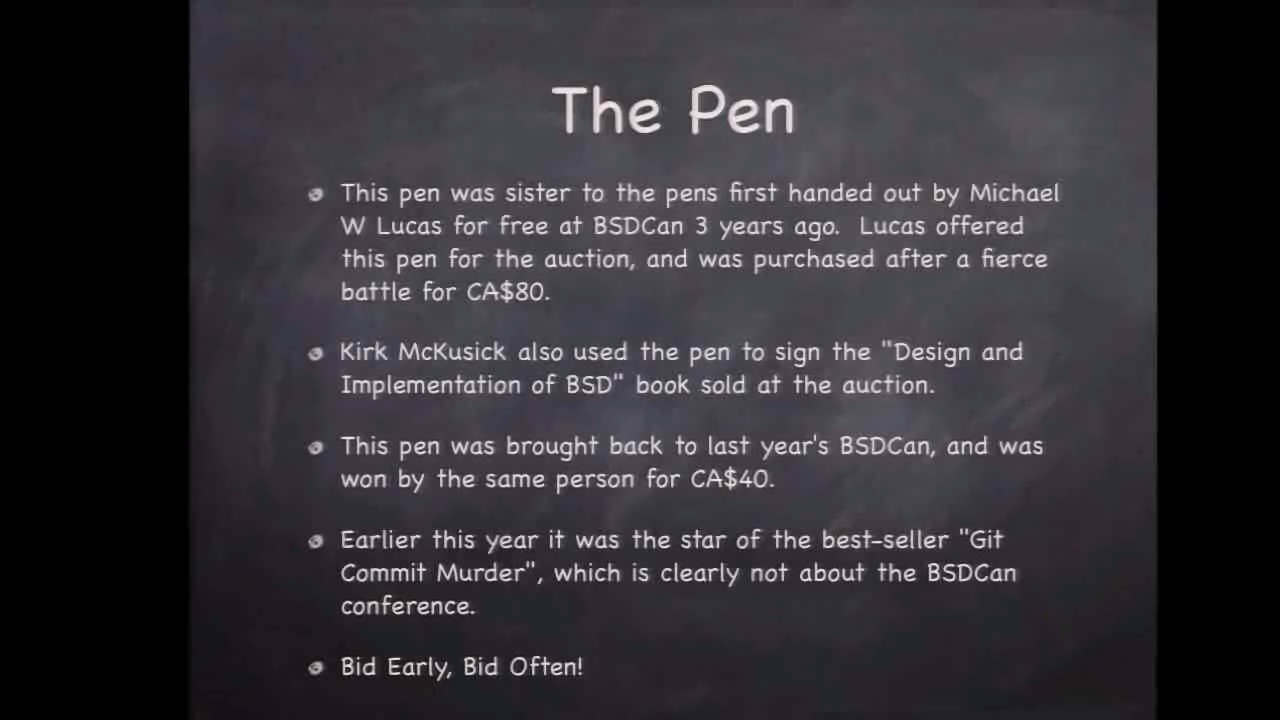 The Pen
This pen was sister to the pens first handed out by Michael
W Lucas for free at BSDCan 3 years ago.  Lucas offered
this pen for the auction, and was purchased after a fierce
battle for CA$80.
Kirk McKusick also used the pen to sign the "Design and
Implementation of BSD" book sold at the auction.
This pen was brought back to last year's BSDCan, and was
won by the same person for CA$40.
Earlier this year it was the star of the best-seller "Git
Commit Murder", which is clearly not about the BSDCan
conference.
Bid Early, Bid Often!